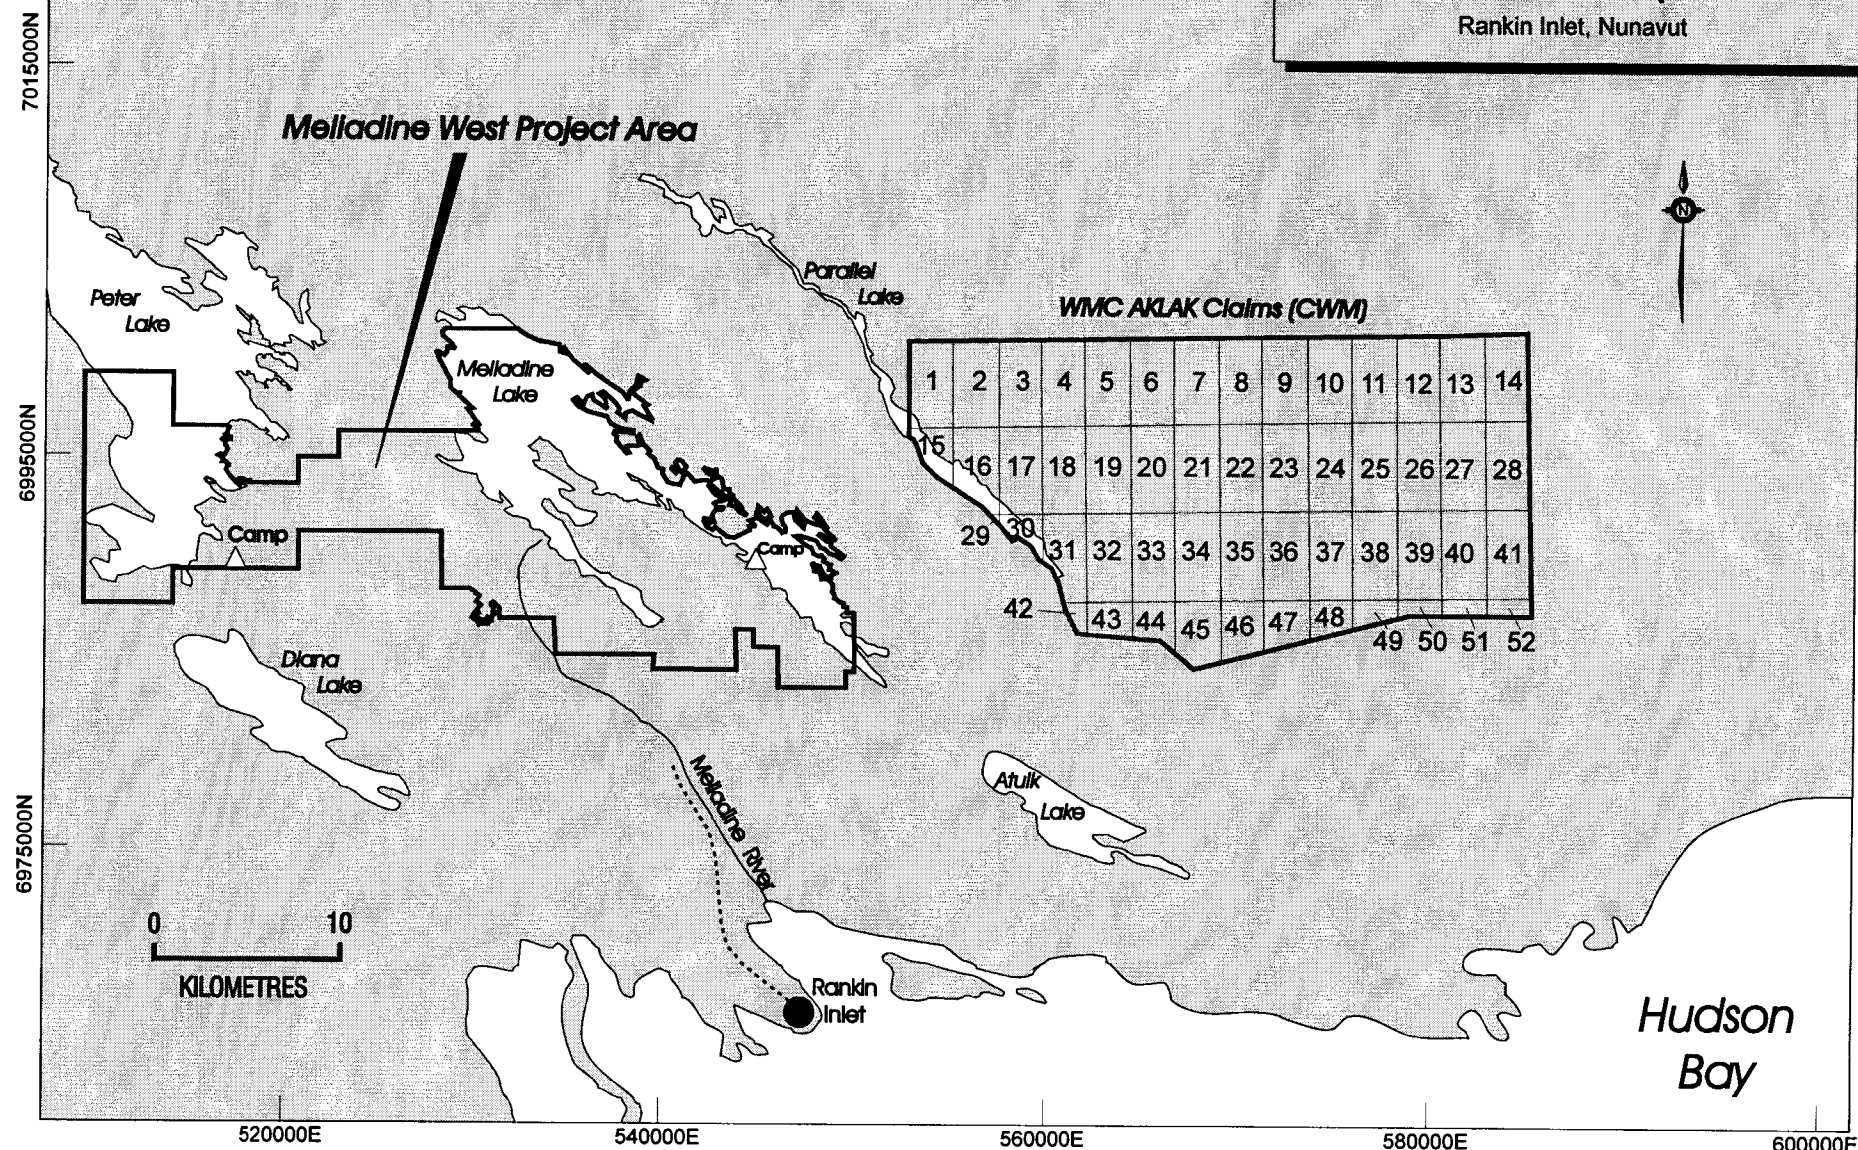 Rankin Inlet, Nunavut
7015000N
Meliadine West Project Area
N
Parallel
Lake
Peter
Lake
WMC AKLAK Claims (CWM)
Meliadine
Lake
1 2 3 4 5 6 7 8 9 10 11 12 13 14
6995000N
15
16 17 18 19 20 21 22 23 24 25 26 27 28
Camp
Camp
29 30
31 32 33 34 35 36 37 38 39 40 41
42 43 44 45 46 47 48
49 50 51 52
Diana
Lake
Meliadine River
Atulk
Lake
6975000N
0 10
KILOMETRES
Rankin
Inlet
Hudson
Bay
520000E 540000E 560000E 580000E 600000E